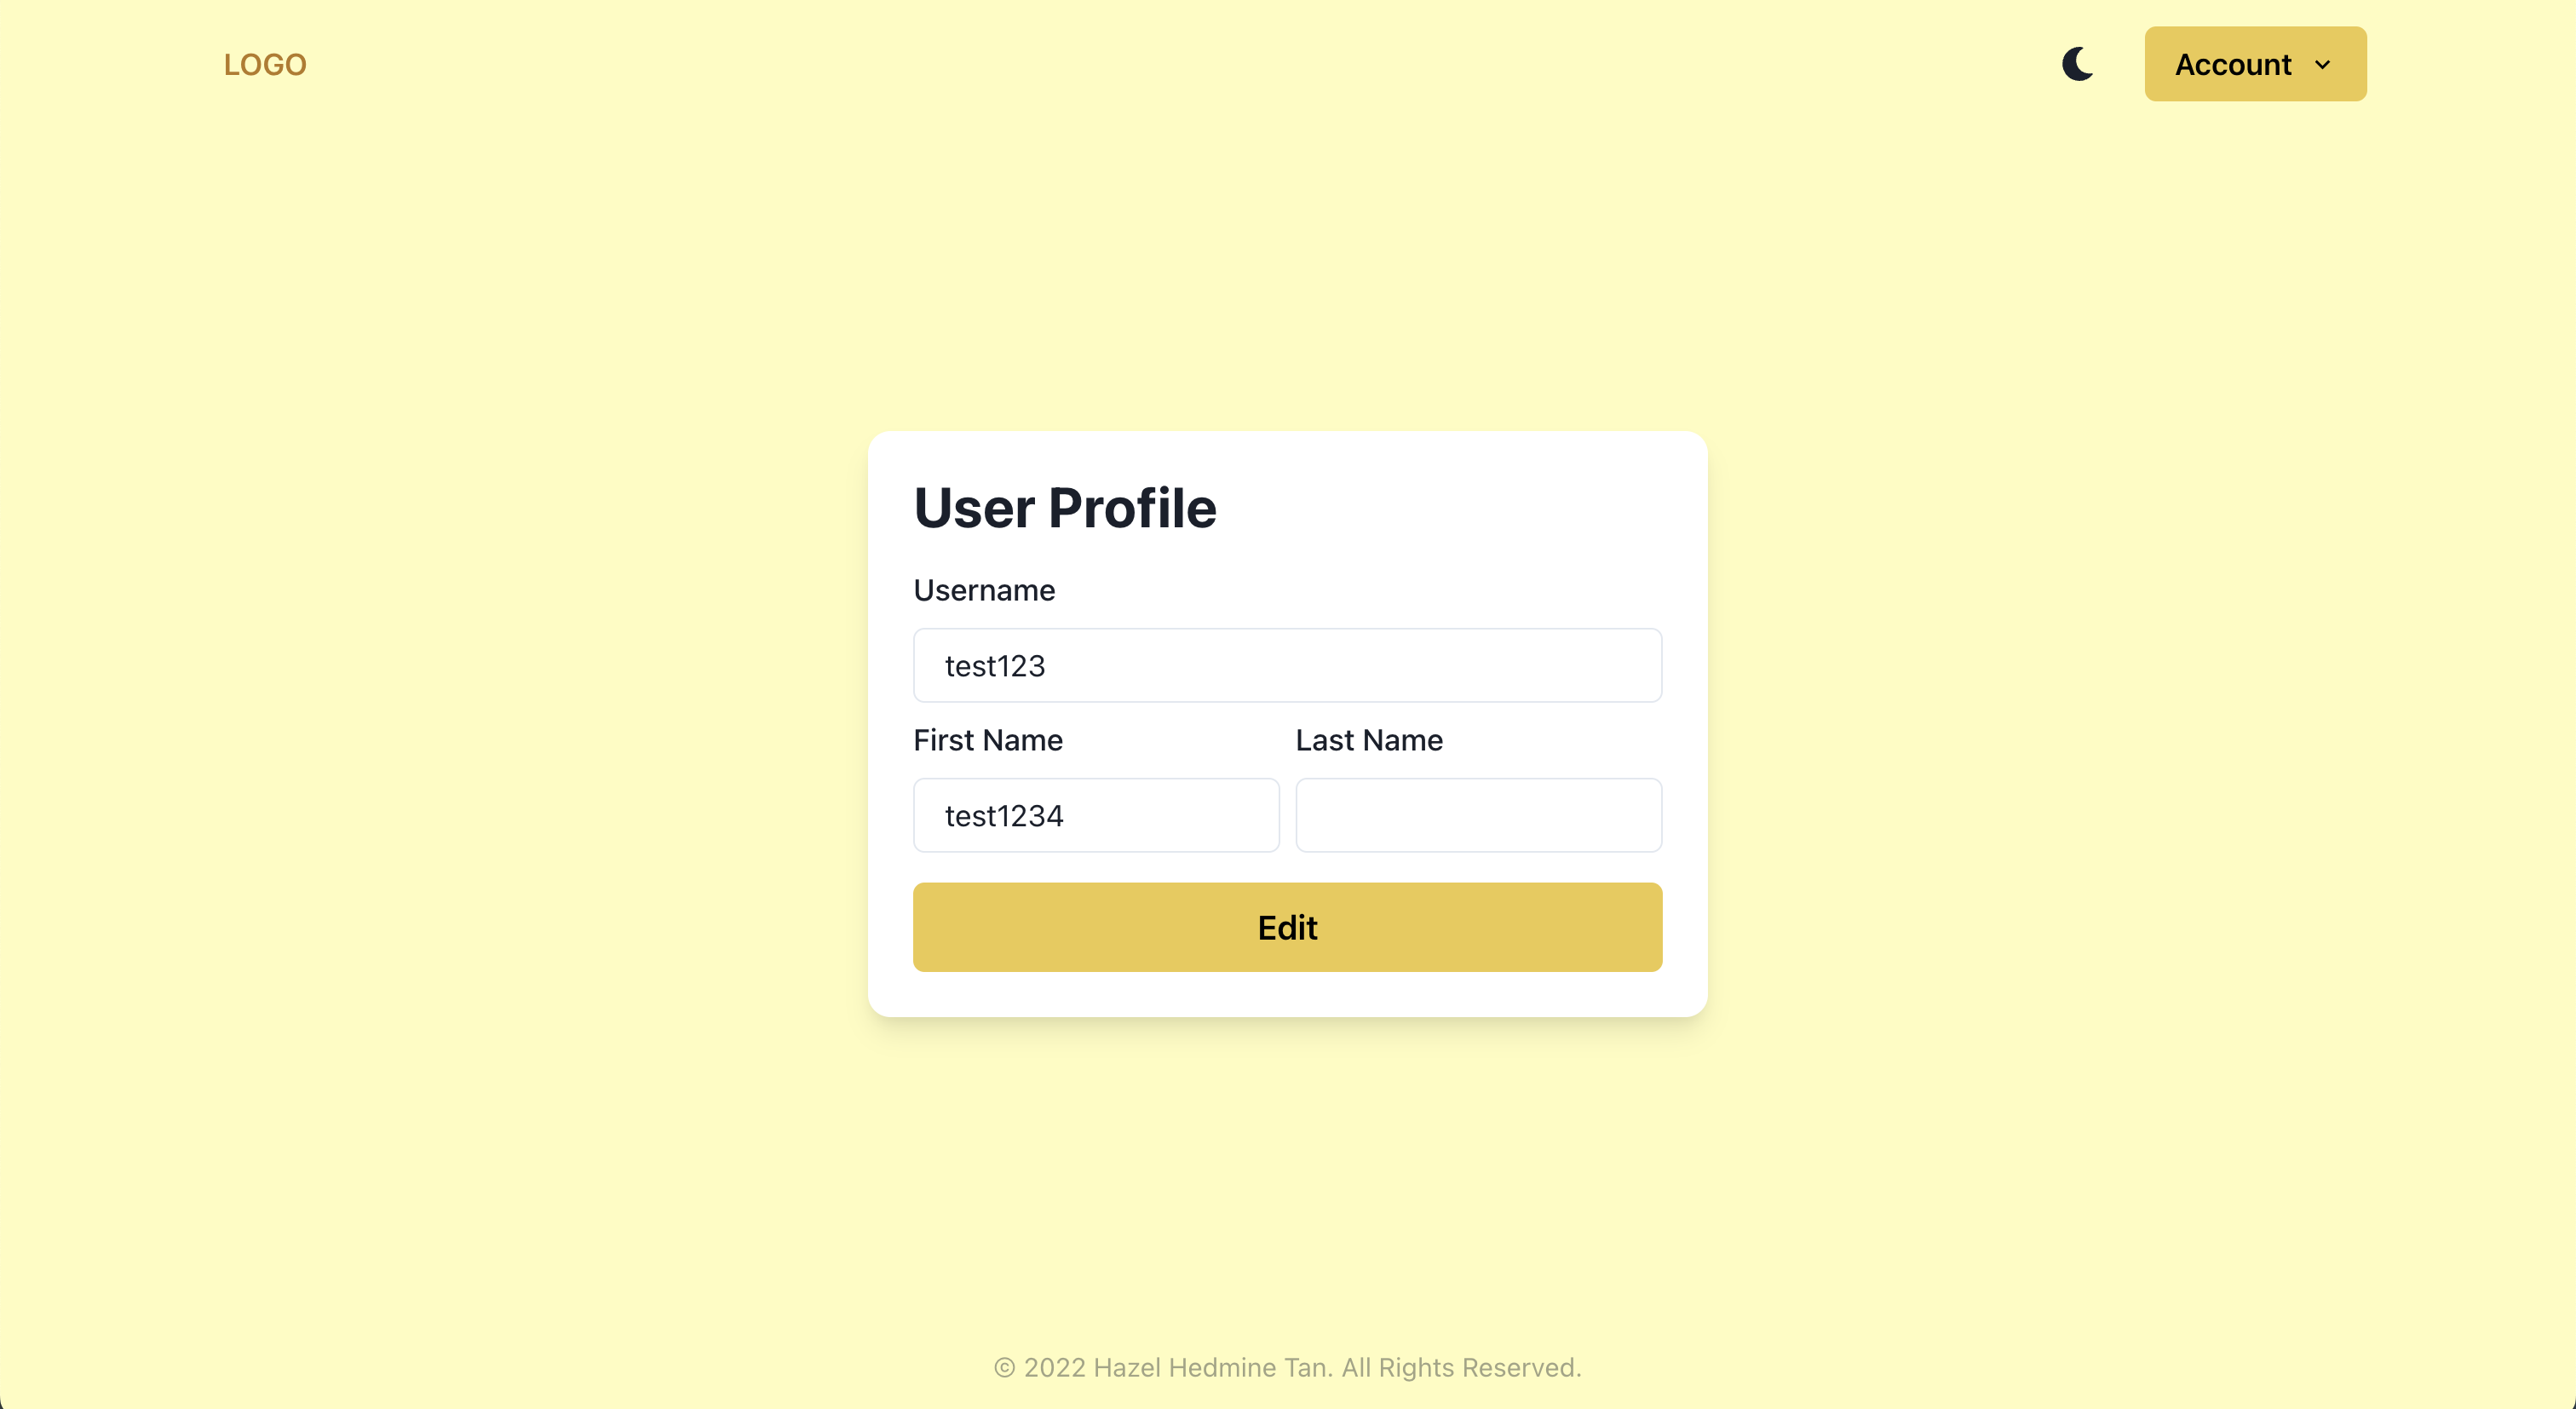 LOGO
Account
User Profile
Username
test123
First Name
Last Name
test1234
Edit
© 2022 Hazel Hedmine Tan. All Rights Reserved.